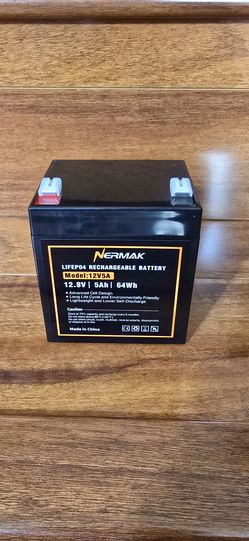 NERMAK
LIFEPO4 RECHARGEABLE BATTERY
Model:12V5A
12.8V | 5Ah | 64Wh
Advanced Cell Design
Long Life Cycle and Environmentally Friendly
Lightweight and Lower Self-Discharge
Caution
Made in China